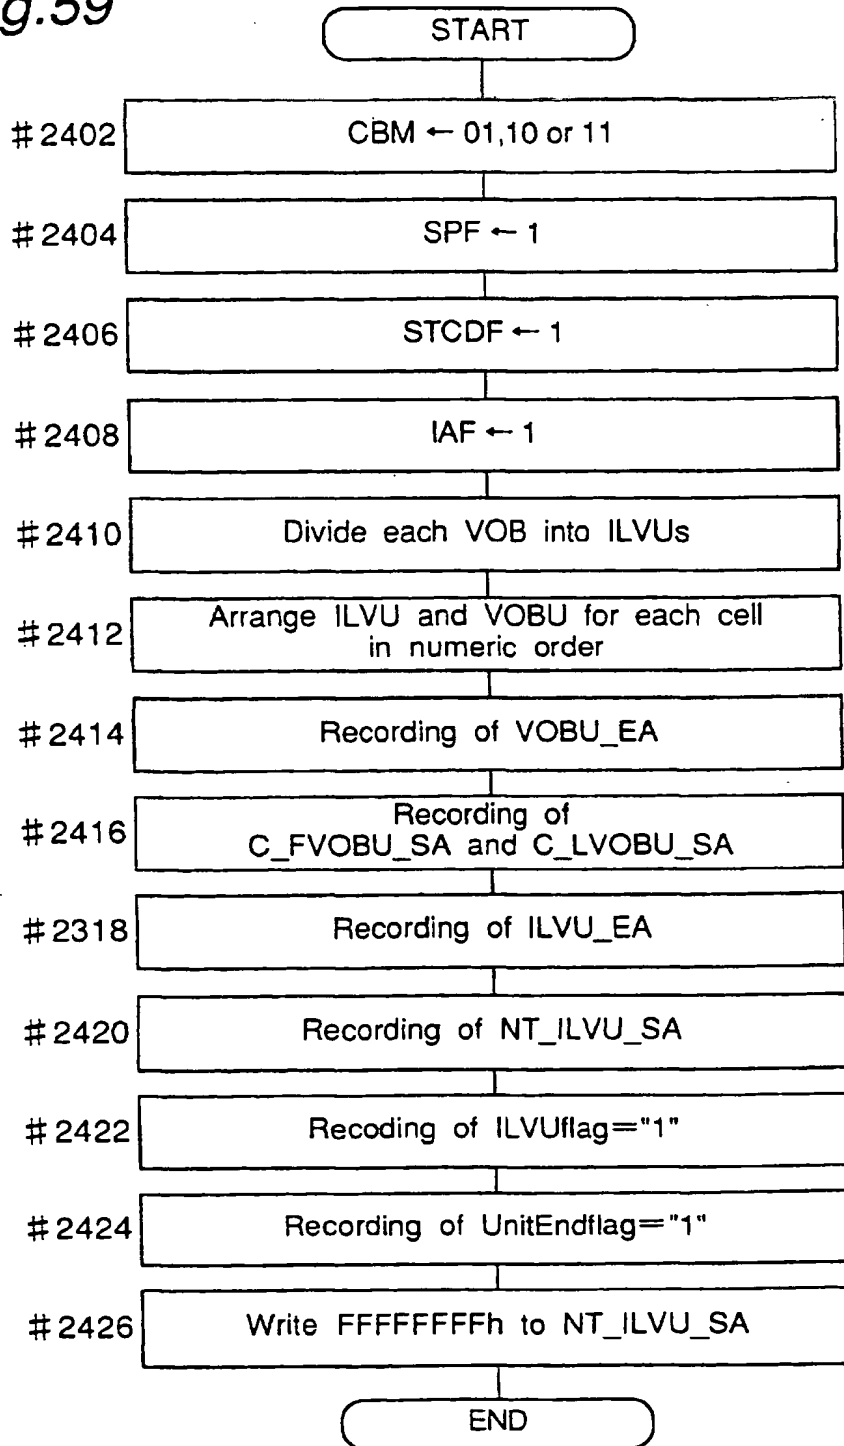 g.59
START
#2402 CBM ← 01,10 or 11
#2404 SPF ← 1
#2406 STCDF ← 1
#2408 IAF ← 1
#2410 Divide each VOB into ILVUs
#2412 Arrange ILVU and VOBU for each cell
in numeric order
#2414 Recording of VOBU_EA
#2416 Recording of
C_FVOBU_SA and C_LVOBU_SA
#2318 Recording of ILVU_EA
#2420 Recording of NT_ILVU_SA
#2422 Recoding of ILVUflag="1"
#2424 Recording of UnitEndflag="1"
#2426 Write FFFFFFFFh to NT_ILVU_SA
END